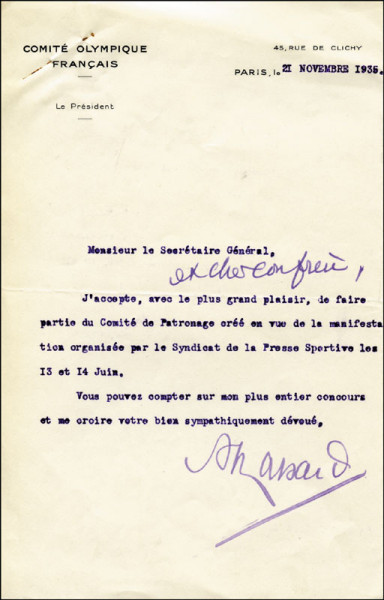 COMITÉ OLYMPIQUE
FRANÇAIS
Le Président
45, RUE DE CLICHY
PARIS, le 21 NOVEMBRE 1935.
Monsieur le Secrétaire Général,
et cher confrère,
J'accepte, avec le plus grand plaisir, de faire
partie du Comité de Patronage créé en vue de la manifesta
tion organisée par le Syndicat de la Presse Sportive les
13 et 14 Juin.
Vous pouvez compter sur mon plus entier concours
et me croire votre bien sympathiquement dévoué,